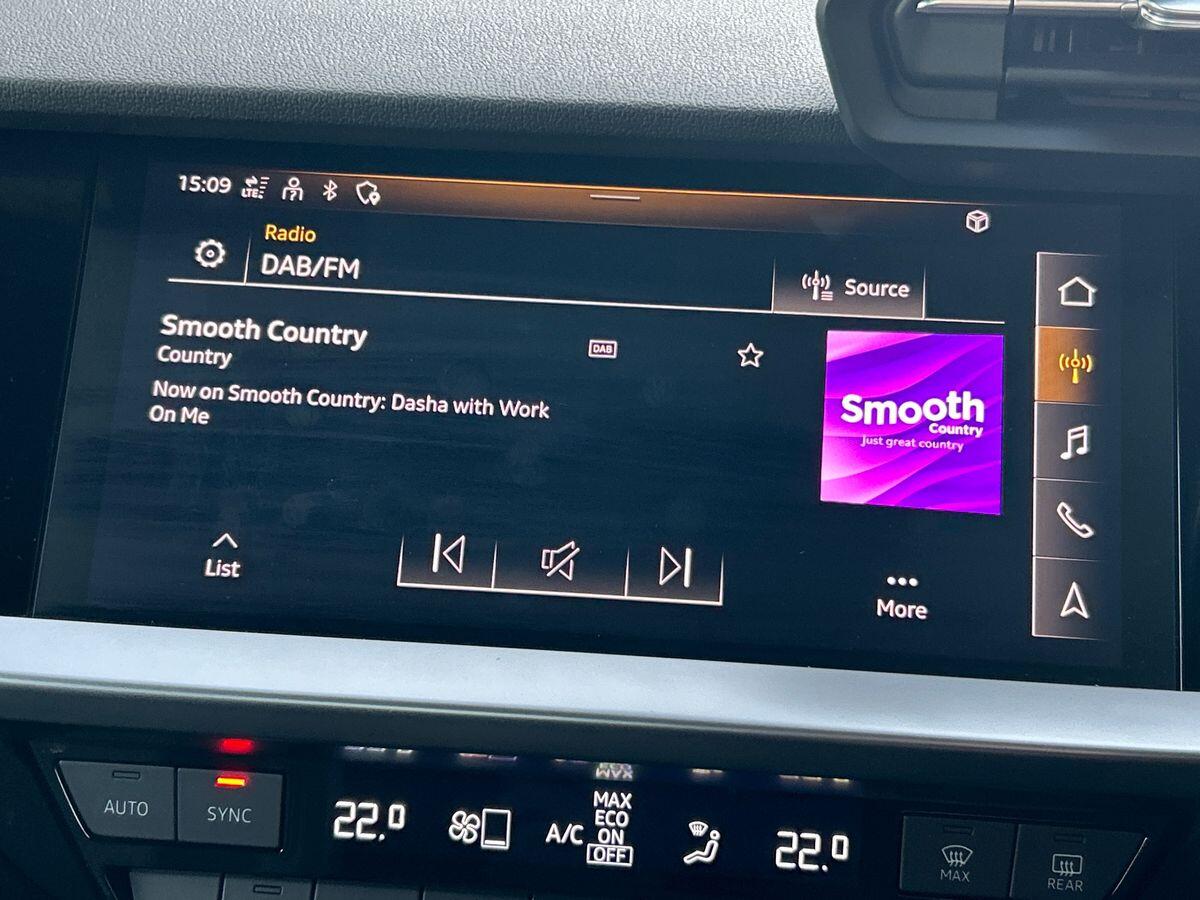 15:09
LTE
Radio
DAB/FM
Source
Smooth Country
Country
DAB
Now on Smooth Country: Dasha with Work
On Me
Smooth
Country
Just great country
List
More
AUTO
SYNC
22.0
A/C
MAX
ECO
ON
OFF
22.0
MAX
REAR